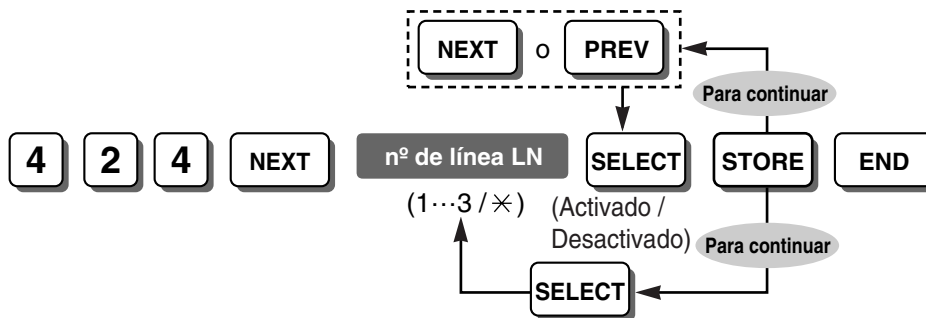 NEXT o PREV
Para continuar
4 2 4 NEXT nº de línea LN SELECT STORE END
(1···3 / ✳) (Activado / Desactivado)
Para continuar
SELECT